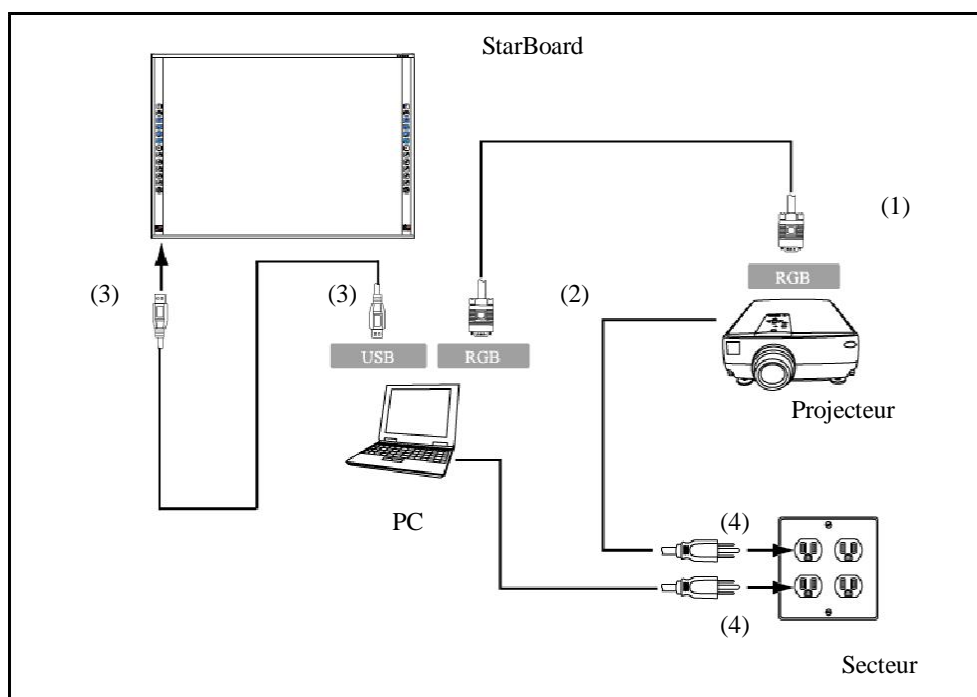 StarBoard
(1)
RGB
(3)
(3)
(2)
USB
RGB
Projecteur
PC
(4)
(4)
Secteur